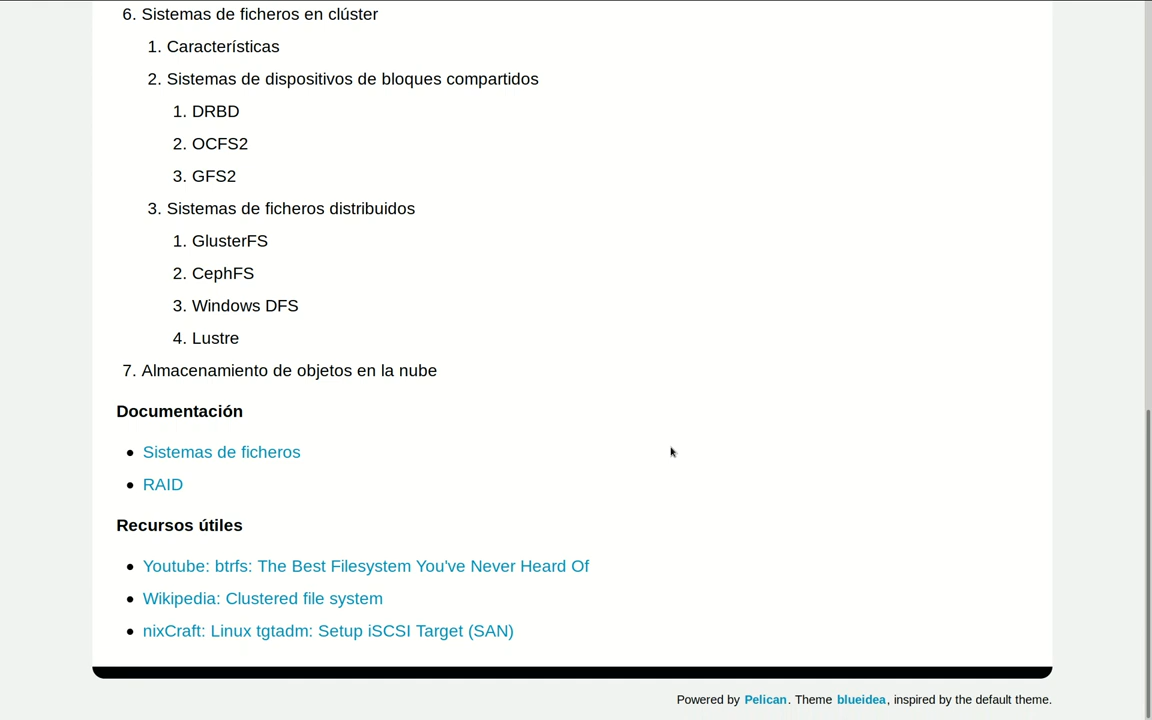 6. Sistemas de ficheros en clúster
1. Características
2. Sistemas de dispositivos de bloques compartidos
1. DRBD
2. OCFS2
3. GFS2
3. Sistemas de ficheros distribuidos
1. GlusterFS
2. CephFS
3. Windows DFS
4. Lustre
7. Almacenamiento de objetos en la nube
Documentación
• Sistemas de ficheros
• RAID
Recursos útiles
• Youtube: btrfs: The Best Filesystem You've Never Heard Of
• Wikipedia: Clustered file system
• nixCraft: Linux tgtadm: Setup iSCSI Target (SAN)
Powered by Pelican. Theme blueidea, inspired by the default theme.